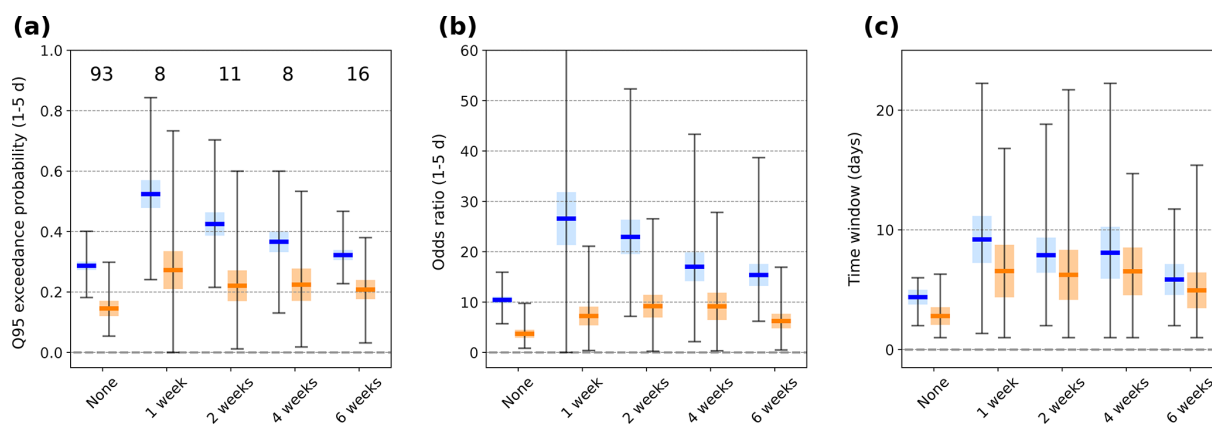 (a)
Q95 exceedance probability (1-5 d)
1.0
0.8
0.6
0.4
0.2
0.0
93 8 11 8 16
None 1 week 2 weeks 4 weeks 6 weeks
(b)
Odds ratio (1-5 d)
60
50
40
30
20
10
0
None 1 week 2 weeks 4 weeks 6 weeks
(c)
Time window (days)
20
10
0
None 1 week 2 weeks 4 weeks 6 weeks